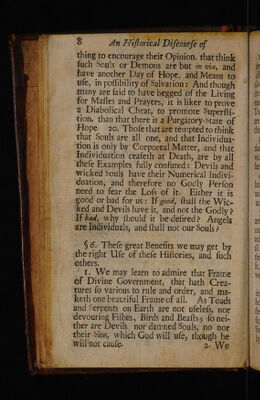 8 An Hiſtorical Diſcourſe of
thing to encourage their Opinion, that think
ſuch Souls or Demons are but in via, and
have another Day of Hope, and Means to
uſe, in poſſibility of Salvation: And though
many are ſaid to have begged of the Living
for Maſſes and Prayers, it is liker to prove
a Diabolical Cheat, to promote Superſti-
tion, than that there is a Purgatory-State of
Hope. 20. Thoſe that are tempted to think
that Souls are all one, and that Individua-
tion is only by Corporeal Matter, and that
Individuation ceaſeth at Death, are by all
theſe Examples fully confuted: Devils and
wicked Souls have their Numerical Indivi-
duation, and therefore no Godly Perſon
need to fear the Loſs of it. Either it is
good or bad for us: If good, ſhall the Wic-
ked and Devils have it, and not the Godly?
If bad, why ſhould it be deſired? Angels
are Individuals, and ſhall not our Souls?
§ 6. Theſe great Benefits we may get by
the right Uſe of theſe Hiſtories, and ſuch
others.
1. We may learn to admire that Frame
of Divine Government, that hath Crea-
tures ſo various to rule and order, and ma-
keth one beautiful Frame of all. As Toads
and Serpents on Earth are not uſeleſs, nor
devouring Fiſhes, Birds and Beaſts; ſo nei-
ther are Devils nor damned Souls, no nor
their Sins, which God will uſe, though he
will not cauſe.
2. We